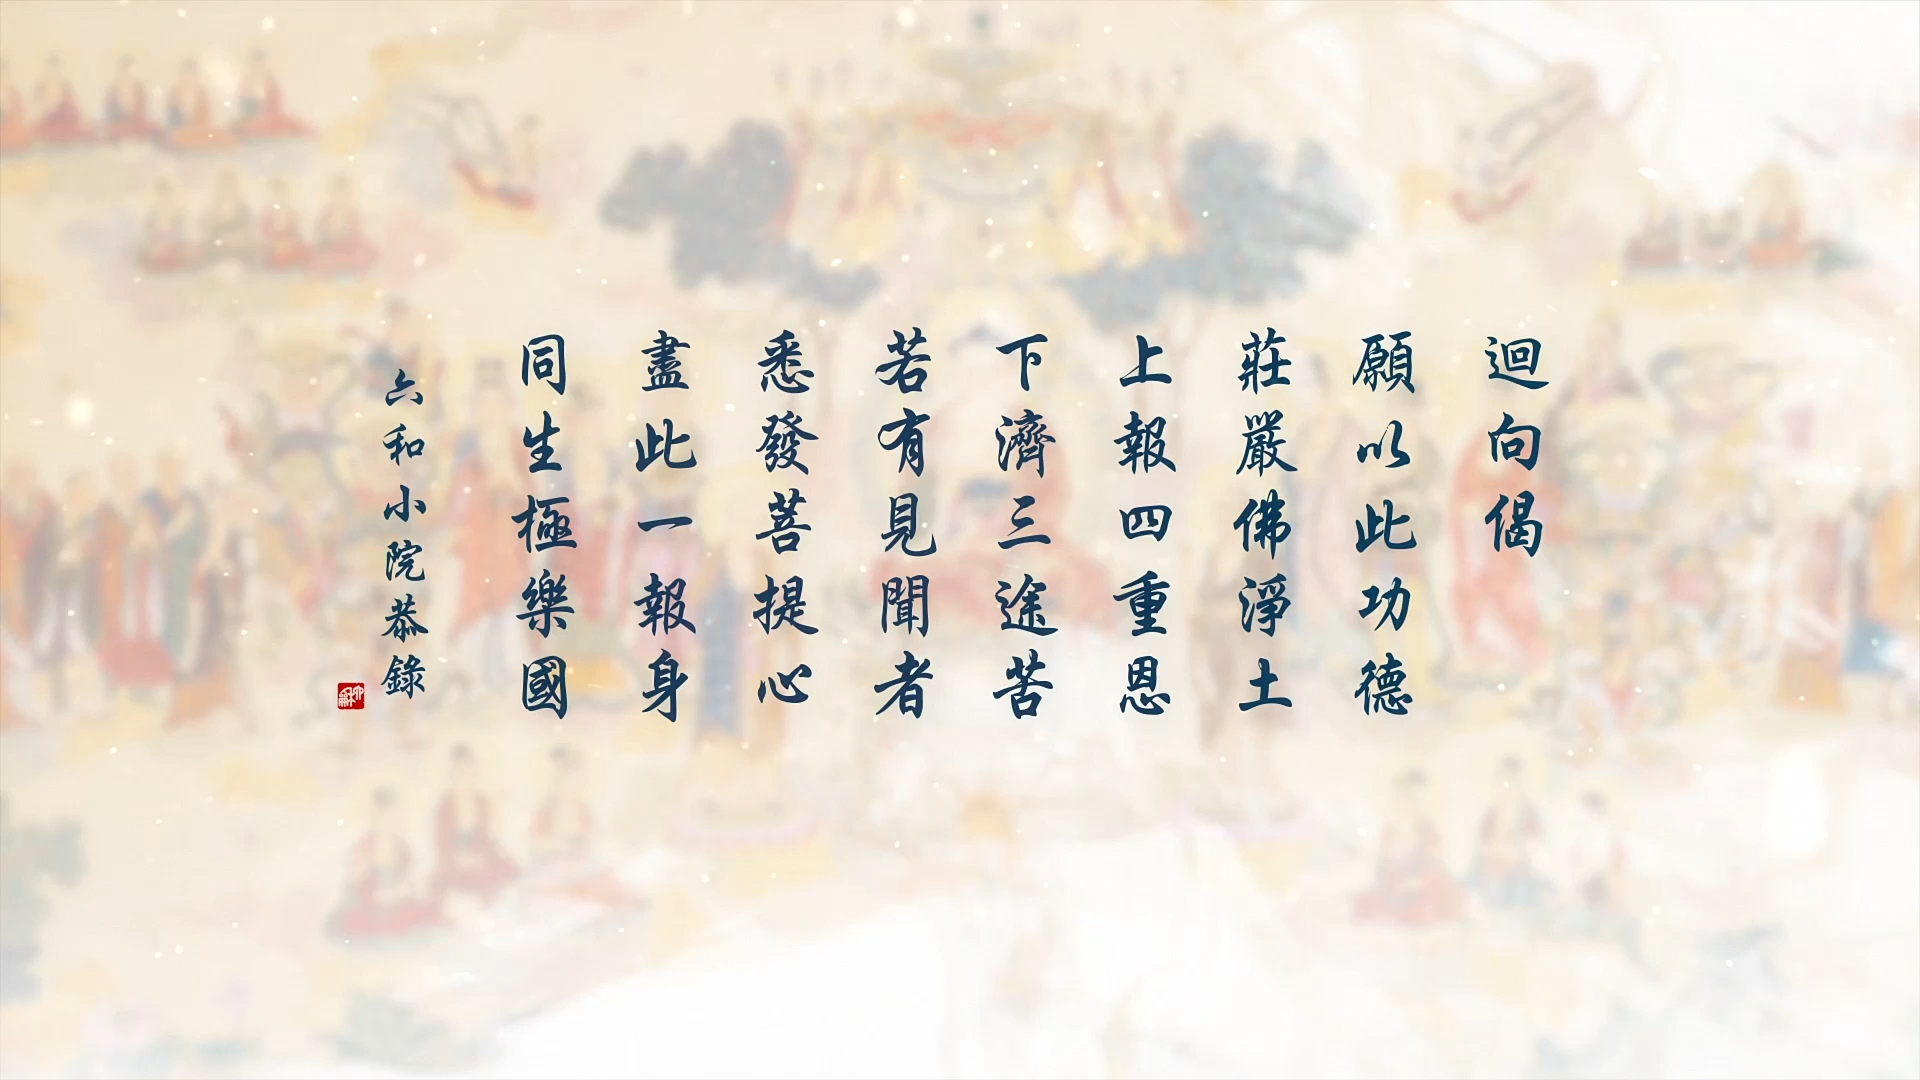 迴向偈
願以此功德
莊嚴佛淨土
上報四重恩
下濟三途苦
若有見聞者
悉發菩提心
盡此一報身
同生極樂國
六和小院恭錄